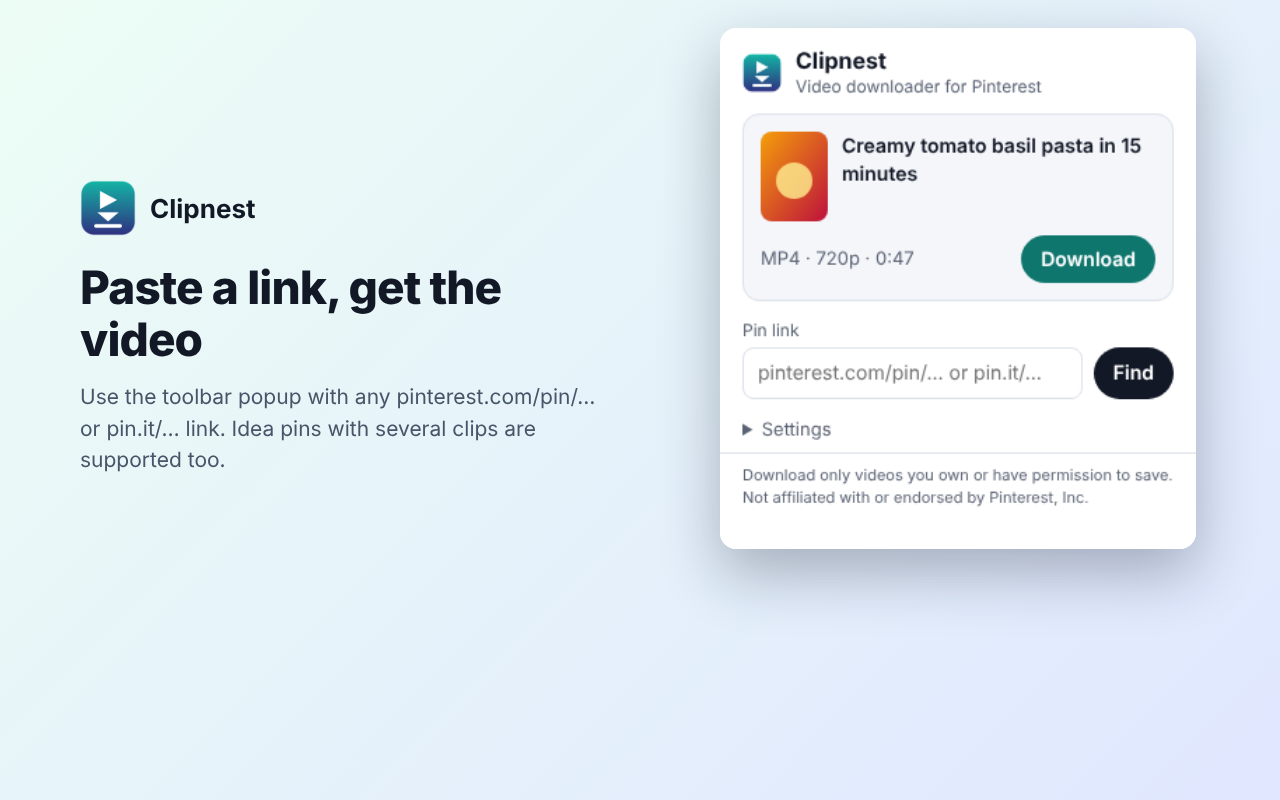 Clipnest
Paste a link, get the
video
Use the toolbar popup with any pinterest.com/pin/…
or pin.it/… link. Idea pins with several clips are
supported too.
Clipnest
Video downloader for Pinterest
Creamy tomato basil pasta in 15
minutes
MP4 · 720p · 0:47
Download
Pin link
pinterest.com/pin/… or pin.it/…
Find
Settings
Download only videos you own or have permission to save.
Not affiliated with or endorsed by Pinterest, Inc.